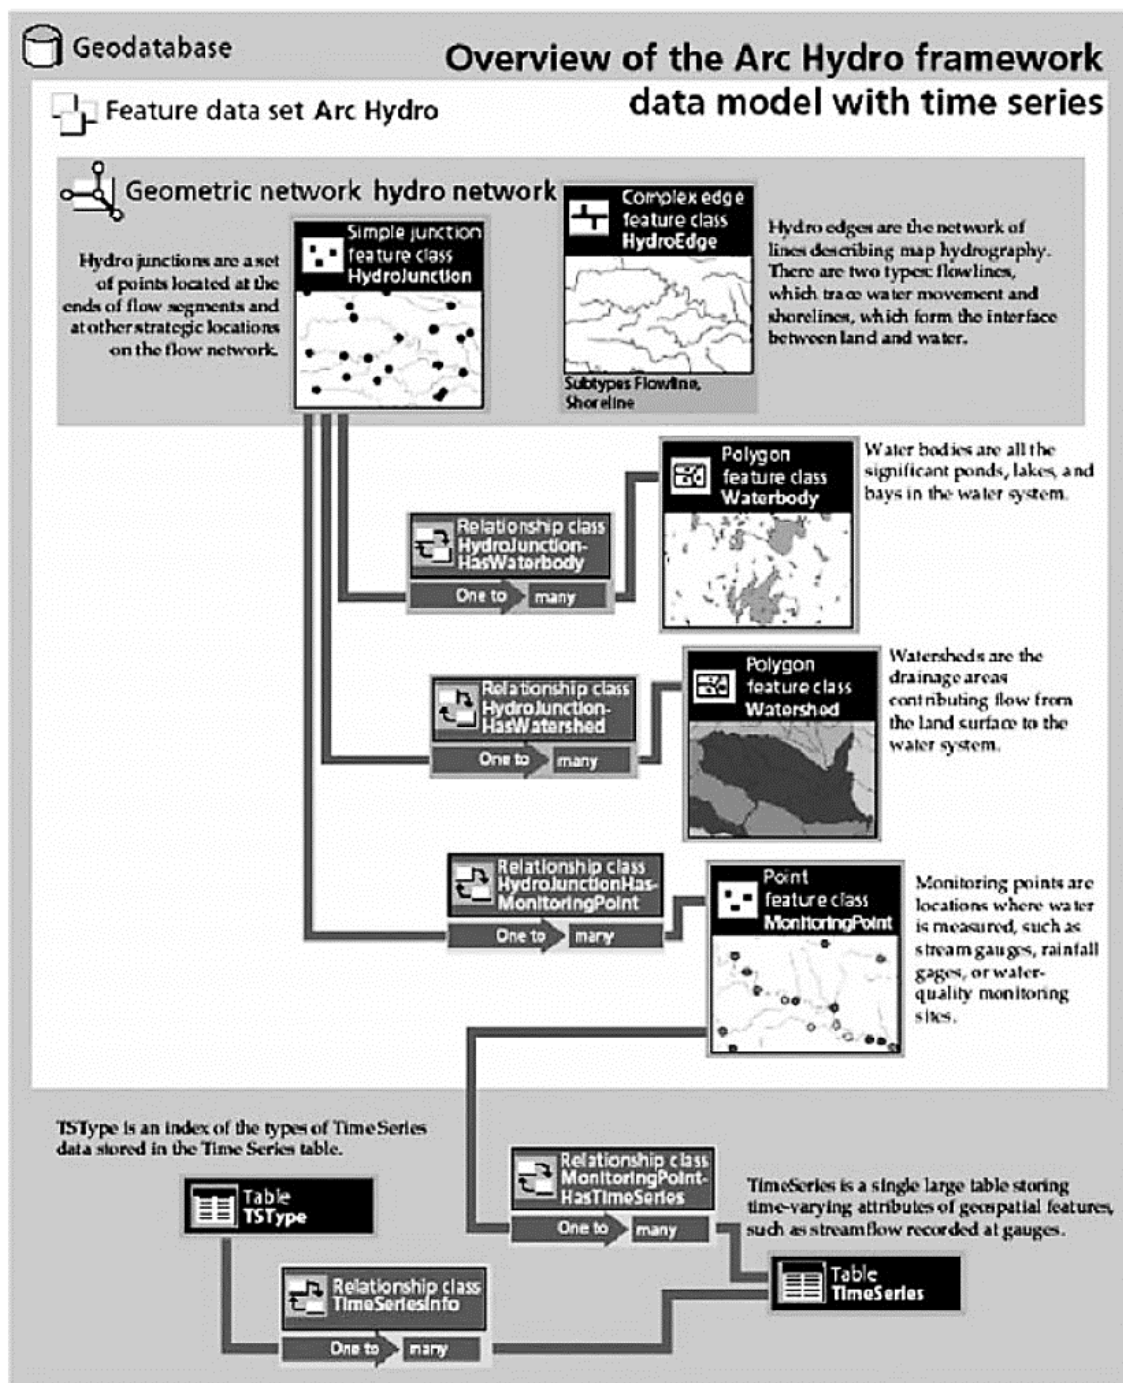 Geodatabase
Overview of the Arc Hydro framework
data model with time series
Feature data set Arc Hydro
Geometric network hydro network
Hydro junctions are a set
of points located at the
ends of flow segments and
at other strategic locations
on the flow network.
Simple junction
feature class
HydroJunction
Complex edge
feature class
HydroEdge
Subtypes Flowline,
Shoreline
Hydro edges are the network of
lines describing map hydrography.
There are two types: flowlines,
which trace water movement and
shorelines, which form the interface
between land and water.
Relationship class
HydroJunction-
HasWaterbody
One to many
Polygon
feature class
Waterbody
Water bodies are all the
significant ponds, lakes, and
bays in the water system.
Relationship class
HydroJunction-
HasWatershed
One to many
Polygon
feature class
Watershed
Watersheds are the
drainage areas
contributing flow from
the land surface to the
water system.
Relationship class
HydroJunctionHas-
MonitoringPoint
One to many
Point
feature class
MonitoringPoint
Monitoring points are
locations where water
is measured, such as
stream gauges, rainfall
gages, or water-
quality monitoring
sites.
TSType is an index of the types of TimeSeries
data stored in the Time Series table.
Table
TSType
Relationship class
MonitoringPoint-
HasTimeSeries
One to many
TimeSeries is a single large table storing
time-varying attributes of geospatial features,
such as streamflow recorded at gauges.
Table
TimeSeries
Relationship class
TimeSeriesInfo
One to many